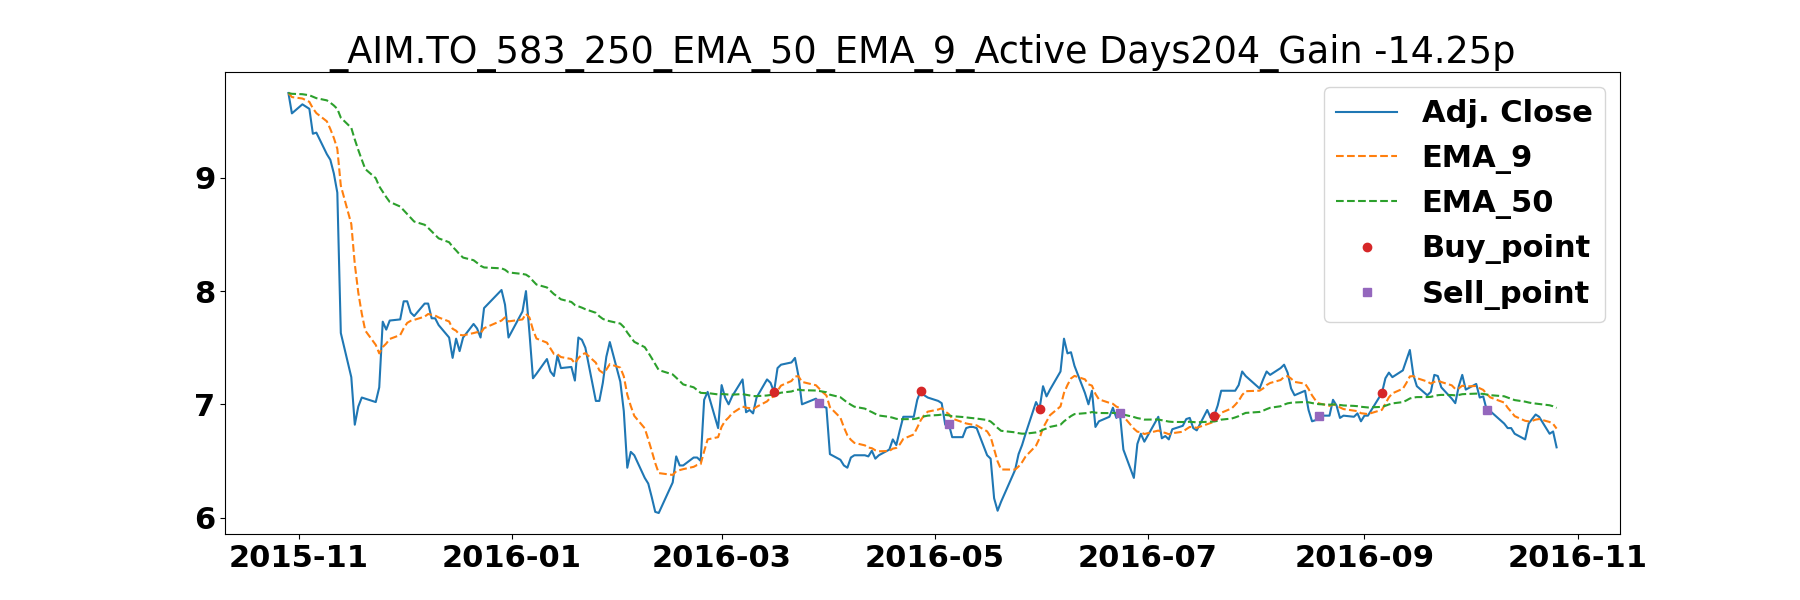 _AIM.TO_583_250_EMA_50_EMA_9_Active Days204_Gain -14.25p
Adj. Close
EMA_9
EMA_50
Buy_point
Sell_point
9
8
7
6
2015-11 2016-01 2016-03 2016-05 2016-07 2016-09 2016-11